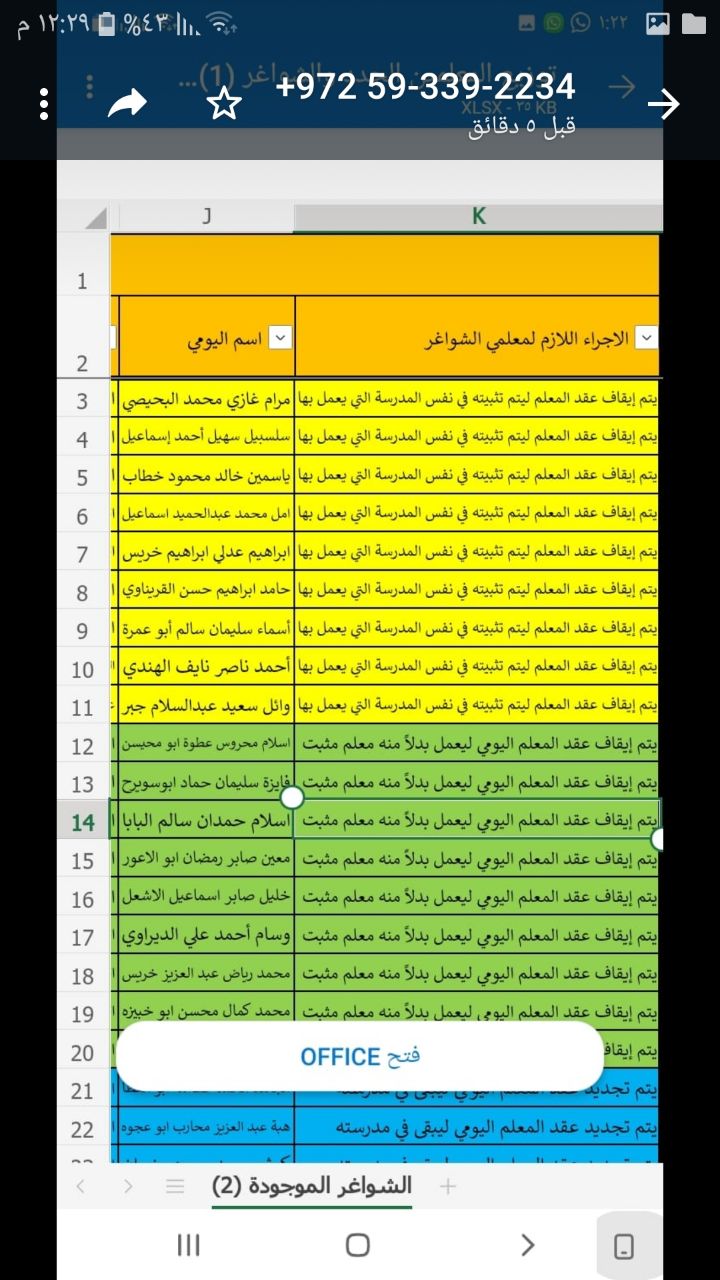 ١٢:٢٩ م %٤٣
١:٢٢
(1)...
+972 59-339-2234
XLSX - ٣٥ KB
قبل ٥ دقائق
J K
1
2 اسم اليومي الاجراء اللازم لمعلمي الشواغر
3 مرام غازي محمد البحيصي يتم إيقاف عقد المعلم ليتم تثبيته في نفس المدرسة التي يعمل بها
4 سلسبيل سهيل أحمد إسماعيل يتم إيقاف عقد المعلم ليتم تثبيته في نفس المدرسة التي يعمل بها
5 ياسمين خالد محمود خطاب يتم إيقاف عقد المعلم ليتم تثبيته في نفس المدرسة التي يعمل بها
6 امل محمد عبدالحميد اسماعيل يتم إيقاف عقد المعلم ليتم تثبيته في نفس المدرسة التي يعمل بها
7 ابراهيم عدلي ابراهيم خريس يتم إيقاف عقد المعلم ليتم تثبيته في نفس المدرسة التي يعمل بها
8 حامد ابراهيم حسن القريناوي يتم إيقاف عقد المعلم ليتم تثبيته في نفس المدرسة التي يعمل بها
9 أسماء سليمان سالم أبو عمرة يتم إيقاف عقد المعلم ليتم تثبيته في نفس المدرسة التي يعمل بها
10 أحمد ناصر نايف الهندي يتم إيقاف عقد المعلم ليتم تثبيته في نفس المدرسة التي يعمل بها
11 وائل سعيد عبدالسلام جبر يتم إيقاف عقد المعلم ليتم تثبيته في نفس المدرسة التي يعمل بها
12 اسلام محروس عطوة ابو محيسن يتم إيقاف عقد المعلم اليومي ليعمل بدلاً منه معلم مثبت
13 فايزة سليمان حماد ابوسويرح يتم إيقاف عقد المعلم اليومي ليعمل بدلاً منه معلم مثبت
14 اسلام حمدان سالم البابا يتم إيقاف عقد المعلم اليومي ليعمل بدلاً منه معلم مثبت
15 معين صابر رمضان ابو الاعور يتم إيقاف عقد المعلم اليومي ليعمل بدلاً منه معلم مثبت
16 خليل صابر اسماعيل الاشعل يتم إيقاف عقد المعلم اليومي ليعمل بدلاً منه معلم مثبت
17 وسام أحمد علي الديراوي يتم إيقاف عقد المعلم اليومي ليعمل بدلاً منه معلم مثبت
18 محمد رياض عبد العزيز خريس يتم إيقاف عقد المعلم اليومي ليعمل بدلاً منه معلم مثبت
19 محمد كمال محسن ابو خبيزه يتم إيقاف عقد المعلم اليومي ليعمل بدلاً منه معلم مثبت
20 يتم إيقاف
فتح OFFICE
21 يتم تجديد عقد المعلم اليومي ليبقى في مدرسته
22 هبة عبد العزيز محارب ابو عجوه يتم تجديد عقد المعلم اليومي ليبقى في مدرسته
الشواغر الموجودة (2)